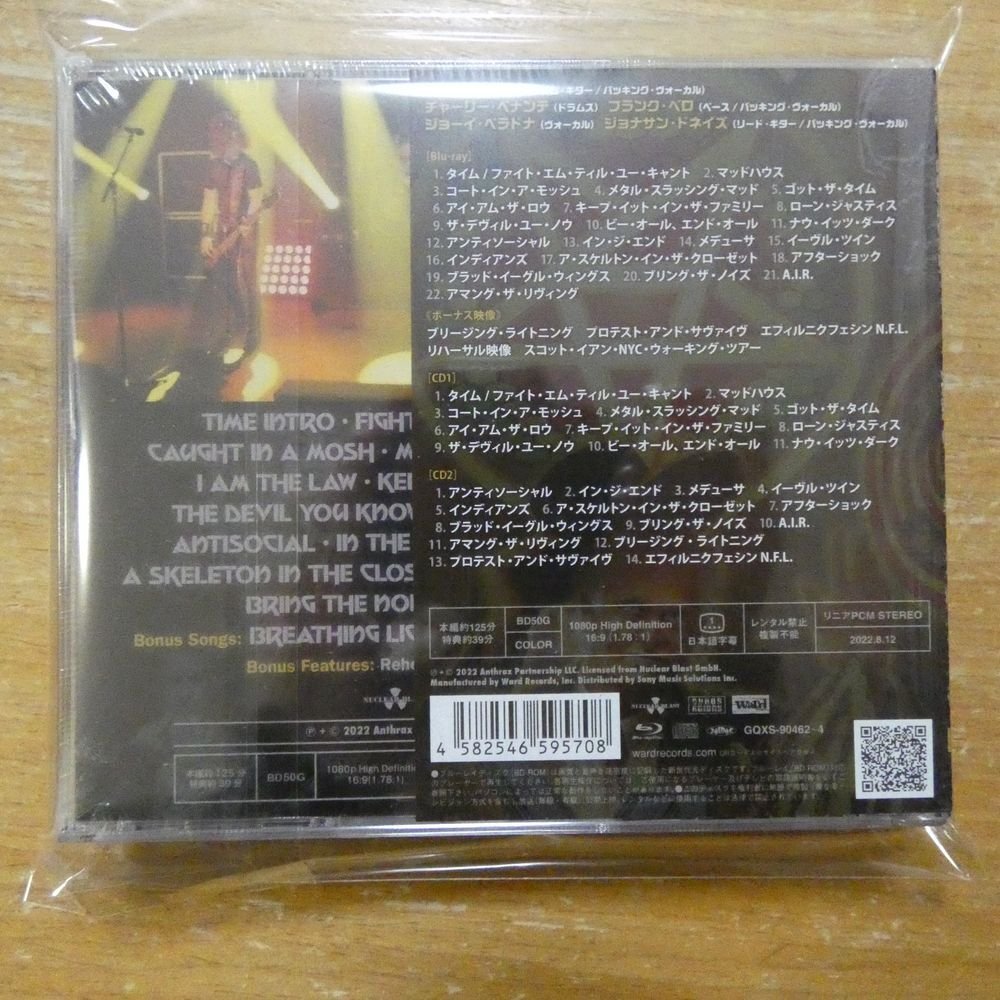 ギター / バッキング・ヴォーカル)
チャーリー・ベナンテ (ドラムス) フランク・ベロ (ベース / バッキング・ヴォーカル)
ジョーイ・ベラドナ (ヴォーカル) ジョナサン・ドネイズ (リード・ギター / バッキング・ヴォーカル)
[Blu-ray]
1. タイム / ファイト・エム・ティル・ユー・キャント 2. マッドハウス
3. コート・イン・ア・モッシュ 4. メタル・スラッシング・マッド 5. ゴット・ザ・タイム
6. アイ・アム・ザ・ロウ 7. キープ・イット・イン・ザ・ファミリー 8. ローン・ジャスティス
9. ザ・デヴィル・ユー・ノウ 10. ビー・オール、エンド・オール 11. ナウ・イッツ・ダーク
12. アンティソーシャル 13. イン・ジ・エンド 14. メデューサ 15. イーヴル・ツイン
16. インディアンズ 17. ア・スケルトン・イン・ザ・クローゼット 18. アフターショック
19. ブラッド・イーグル・ウィングス 20. ブリング・ザ・ノイズ 21. A.I.R.
22. アマング・ザ・リヴィング
《ボーナス映像》
ブリージング・ライトニング プロテスト・アンド・サヴァイヴ エフィルニクフェシン N.F.L.
リハーサル映像 スコット・イアン・NYC・ウォーキング・ツアー
[CD1]
1. タイム / ファイト・エム・ティル・ユー・キャント 2. マッドハウス
3. コート・イン・ア・モッシュ 4. メタル・スラッシング・マッド 5. ゴット・ザ・タイム
6. アイ・アム・ザ・ロウ 7. キープ・イット・イン・ザ・ファミリー 8. ローン・ジャスティス
9. ザ・デヴィル・ユー・ノウ 10. ビー・オール、エンド・オール 11. ナウ・イッツ・ダーク
[CD2]
1. アンティソーシャル 2. イン・ジ・エンド 3. メデューサ 4. イーヴル・ツイン
5. インディアンズ 6. ア・スケルトン・イン・ザ・クローゼット 7. アフターショック
8. ブラッド・イーグル・ウィングス 9. ブリング・ザ・ノイズ 10. A.I.R.
11. アマング・ザ・リヴィング 12. ブリージング・ライトニング
13. プロテスト・アンド・サヴァイヴ 14. エフィルニクフェシン N.F.L.
本編約125分
特典約39分
BD50G
COLOR
1080p High Definition
16:9 (1.78 : 1)
1
日本語字幕
レンタル禁止
複製不能
リニアPCM STEREO
2022.8.12
℗・© 2022 Anthrax Partnership LLC. Licensed from Nuclear Blast GmbH.
Manufactured by Ward Records, Inc. Distributed by Sony Music Solutions Inc.
NUCLEAR BLAST
WaRd
4 582546 595708
Blu-ray Disc
GQXS-90462~4
wardrecords.com
TIME INTRO · FIGHT
CAUGHT IN A MOSH · M
I AM THE LAW · KEE
THE DEVIL YOU KNOW
ANTISOCIAL · IN THE
A SKELETON IN THE CLOS
BRING THE NOI
Bonus Songs: BREATHING LIG
Bonus Features: Rehe
NUCLEAR BLAST
℗ + © 2022 Anthrax
本編約125分
特典約39分
BD50G
1080p High Definitio
16:9(1.78:1)